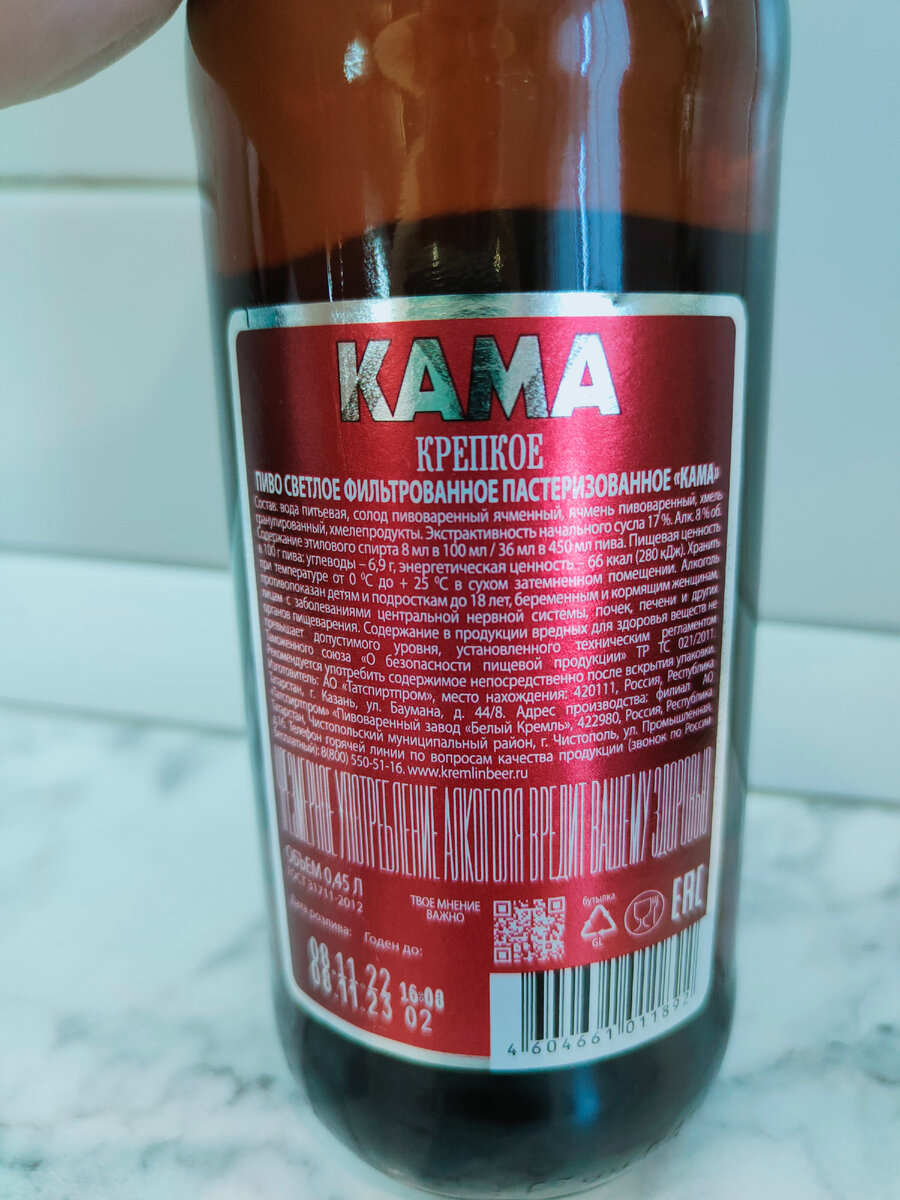 КАМА
КРЕПКОЕ
ПИВО СВЕТЛОЕ ФИЛЬТРОВАННОЕ ПАСТЕРИЗОВАННОЕ «КАМА»
Состав: вода питьевая, солод пивоваренный ячменный, ячмень пивоваренный, хмель
гранулированный, хмелепродукты. Экстрактивность начального сусла 17 %. Алк. 8 % об.
Содержание этилового спирта 8 мл в 100 мл / 36 мл в 450 мл пива. Пищевая ценность
в 100 г пива: углеводы – 6,9 г, энергетическая ценность – 66 ккал (280 кДж). Хранить
при температуре от 0 °С до + 25 °С в сухом затемненном помещении. Алкоголь
противопоказан детям и подросткам до 18 лет, беременным и кормящим женщинам,
лицам с заболеваниями центральной нервной системы, почек, печени и других
органов пищеварения. Содержание в продукции вредных для здоровья веществ не
превышает допустимого уровня, установленного техническим регламентом
Таможенного союза «О безопасности пищевой продукции» ТР ТС 021/2011.
Рекомендуется употребить содержимое непосредственно после вскрытия упаковки.
Изготовитель: АО «Татспиртпром», место нахождения: 420111, Россия, Республика
Татарстан, г. Казань, ул. Баумана, д. 44/8. Адрес производства: филиал АО
«Татспиртпром» «Пивоваренный завод «Белый Кремль», 422980, Россия, Республика
Татарстан, Чистопольский муниципальный район, г. Чистополь, ул. Промышленная,
Телефон горячей линии по вопросам качества продукции (звонок по России
бесплатный): 8(800) 550-51-16. www.kremlinbeer.ru
ЧРЕЗМЕРНОЕ УПОТРЕБЛЕНИЕ АЛКОГОЛЯ ВРЕДИТ ВАШЕМУ ЗДОРОВЬЮ
ОБЪЕМ 0,45 Л
ГОСТ 31711-2012
ТВОЕ МНЕНИЕ
ВАЖНО
бутылка
GL
EAC
Дата розлива: Годен до:
08.11.22 16:08
08.11.23 02
4 604661 011892